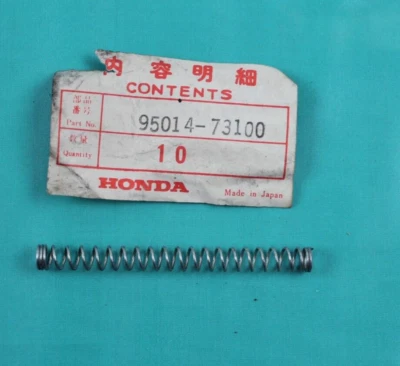 内容明細
CONTENTS
部品
番号
Part No. 95014-73100
数量
Quantity 10
HONDA
Made in Japan